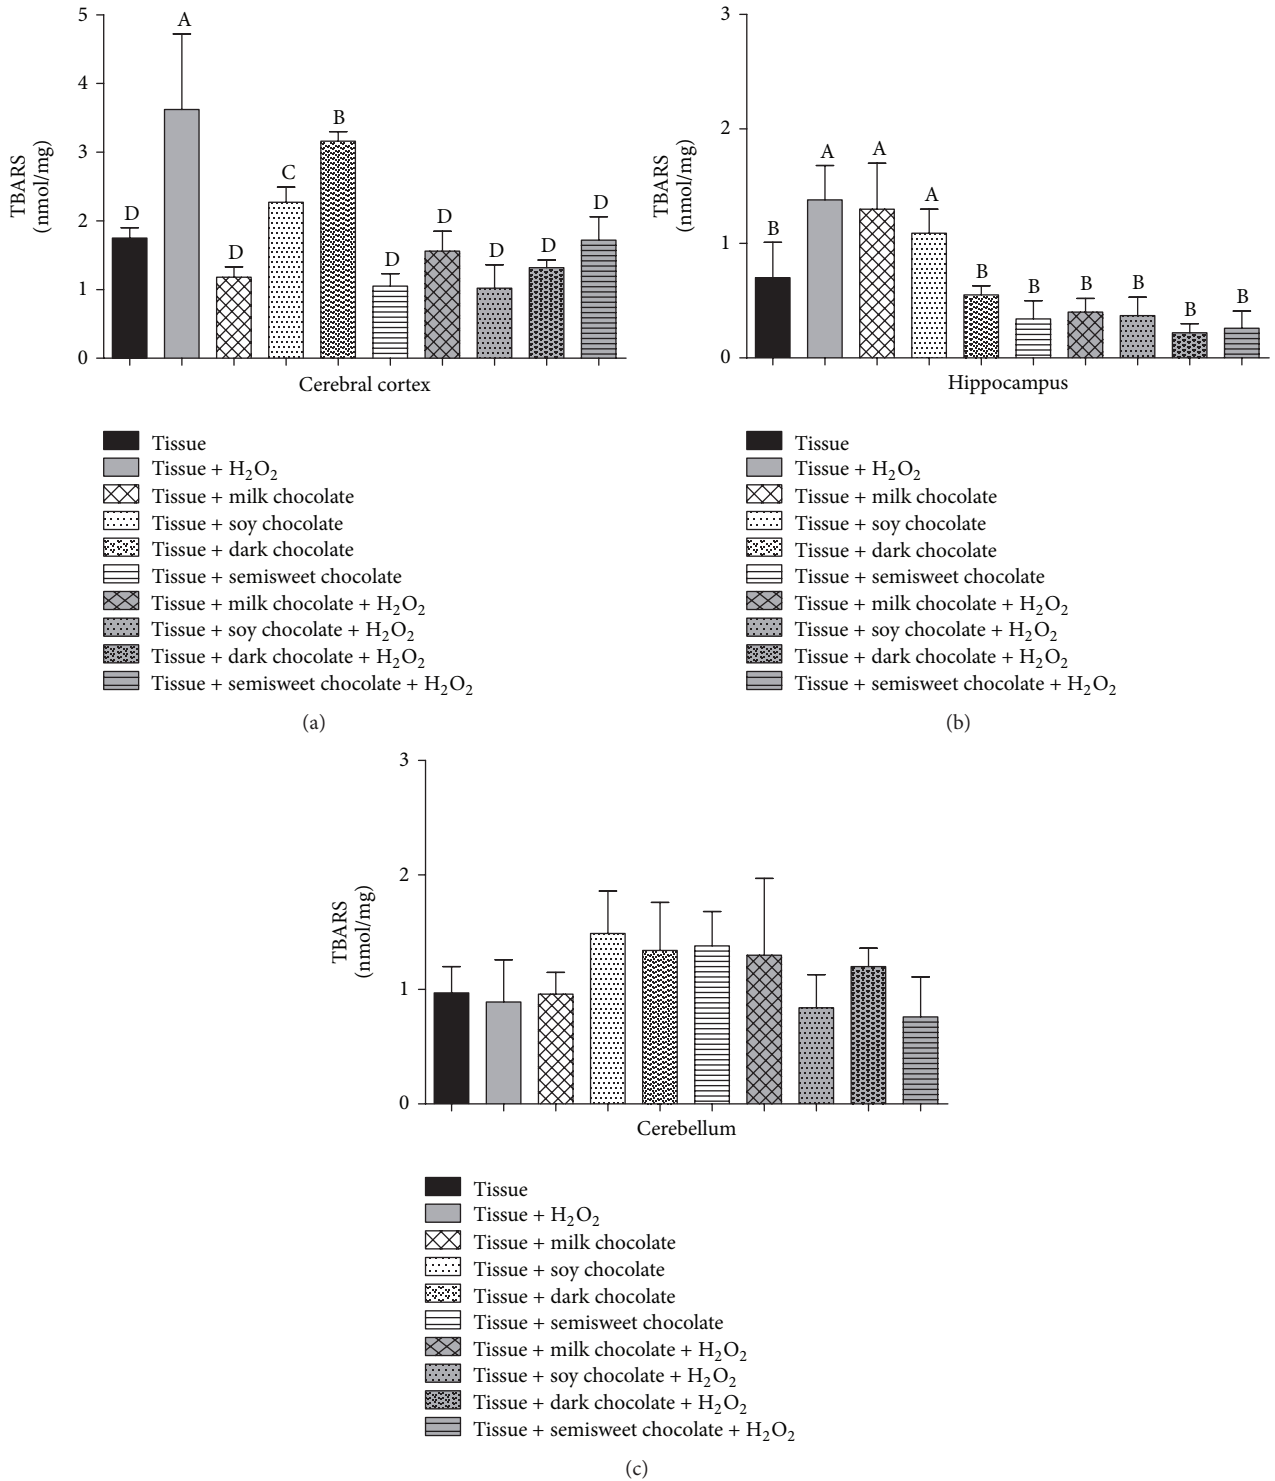 5
4
3
2
1
0
TBARS
(nmol/mg)
D
A
D
C
B
D
D
D
D
D
Cerebral cortex
Tissue
Tissue + H₂O₂
Tissue + milk chocolate
Tissue + soy chocolate
Tissue + dark chocolate
Tissue + semisweet chocolate
Tissue + milk chocolate + H₂O₂
Tissue + soy chocolate + H₂O₂
Tissue + dark chocolate + H₂O₂
Tissue + semisweet chocolate + H₂O₂
(a)
3
2
1
0
TBARS
(nmol/mg)
B
A
A
A
B
B
B
B
B
B
Hippocampus
Tissue
Tissue + H₂O₂
Tissue + milk chocolate
Tissue + soy chocolate
Tissue + dark chocolate
Tissue + semisweet chocolate
Tissue + milk chocolate + H₂O₂
Tissue + soy chocolate + H₂O₂
Tissue + dark chocolate + H₂O₂
Tissue + semisweet chocolate + H₂O₂
(b)
3
2
1
0
TBARS
(nmol/mg)
Cerebellum
Tissue
Tissue + H₂O₂
Tissue + milk chocolate
Tissue + soy chocolate
Tissue + dark chocolate
Tissue + semisweet chocolate
Tissue + milk chocolate + H₂O₂
Tissue + soy chocolate + H₂O₂
Tissue + dark chocolate + H₂O₂
Tissue + semisweet chocolate + H₂O₂
(c)